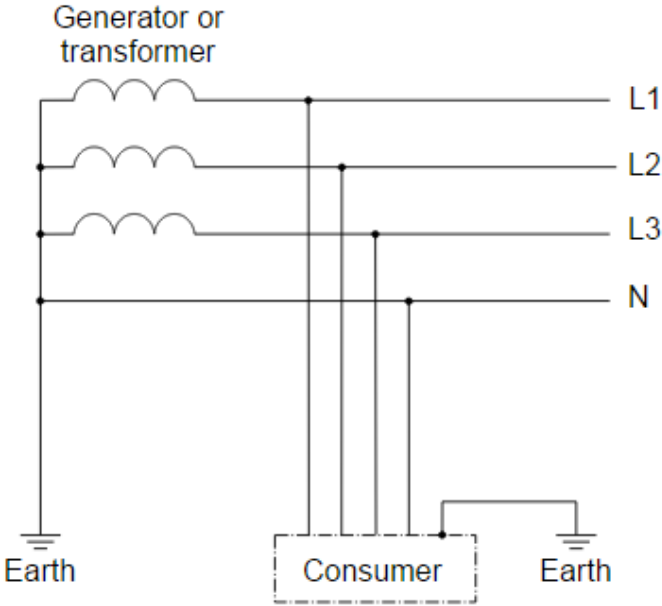 Generator or
transformer
L1
L2
L3
N
Earth
Consumer
Earth